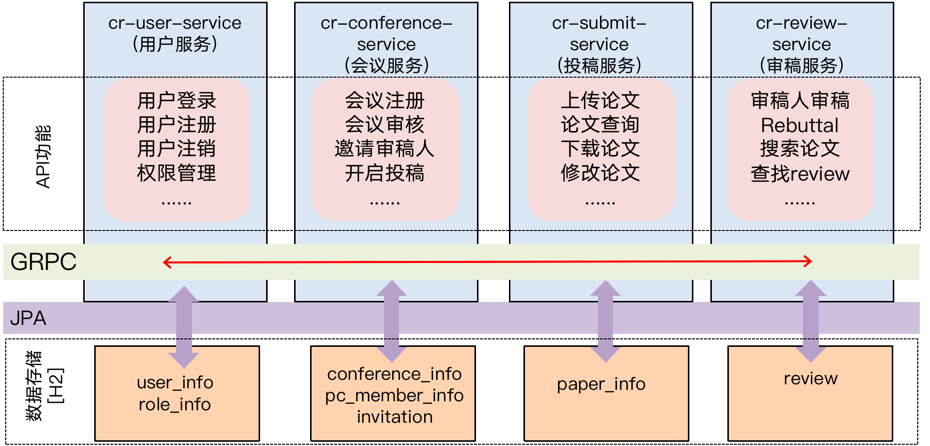 cr-user-service
（用户服务）
cr-conference-
service
（会议服务）
cr-submit-
service
（投稿服务）
cr-review-
service
（审稿服务）
API功能
用户登录
用户注册
用户注销
权限管理
……
会议注册
会议审核
邀请审稿人
开启投稿
……
上传论文
论文查询
下载论文
修改论文
……
审稿人审稿
Rebuttal
搜索论文
查找review
……
GRPC
JPA
数据存储
[H2]
user_info
role_info
conference_info
pc_member_info
invitation
paper_info
review